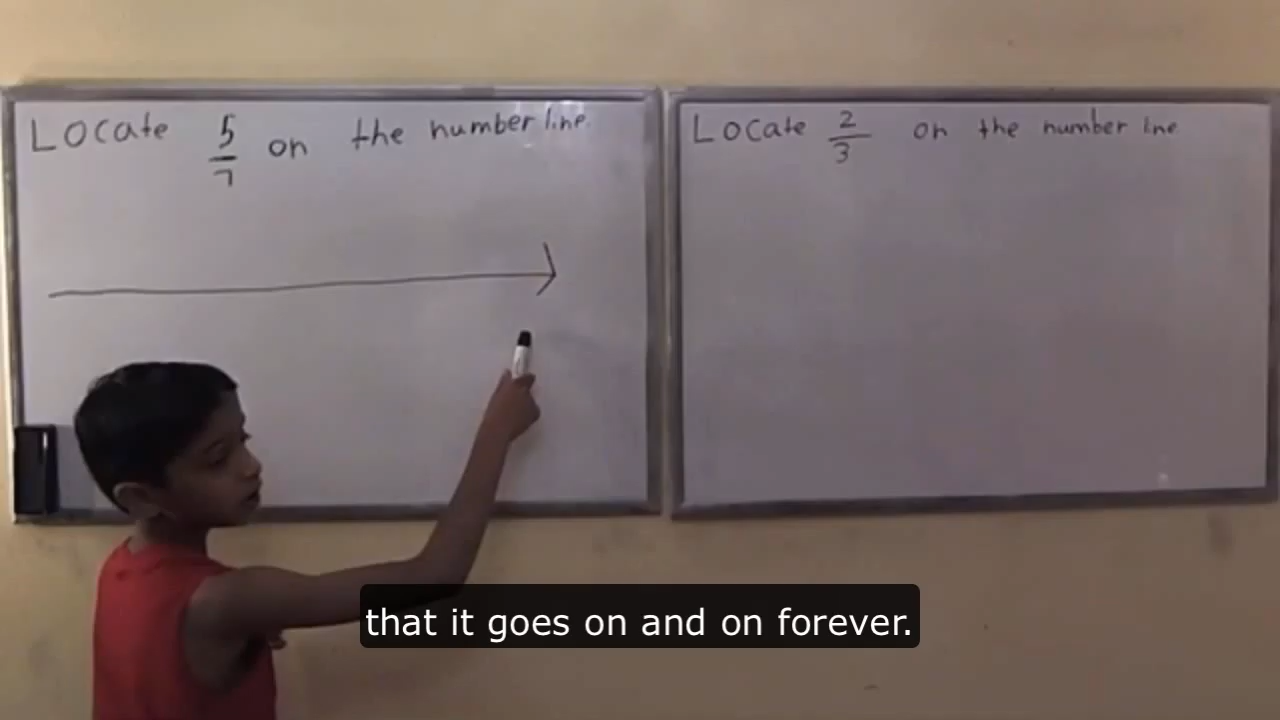 LOcate 5/7 on the number line.
LOcate 2/3 on the number line
that it goes on and on forever.